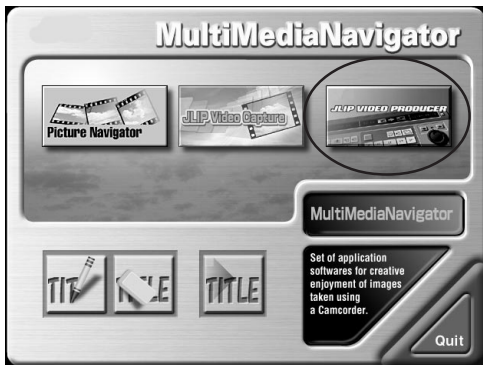 MultiMediaNavigator
Picture Navigator
JLIP Video Capture
JLIP VIDEO PRODUCER
MultiMediaNavigator
Set of application
softwares for creative
enjoyment of images
taken using
a Camcorder.
TITLE
TITLE
TITLE
Quit